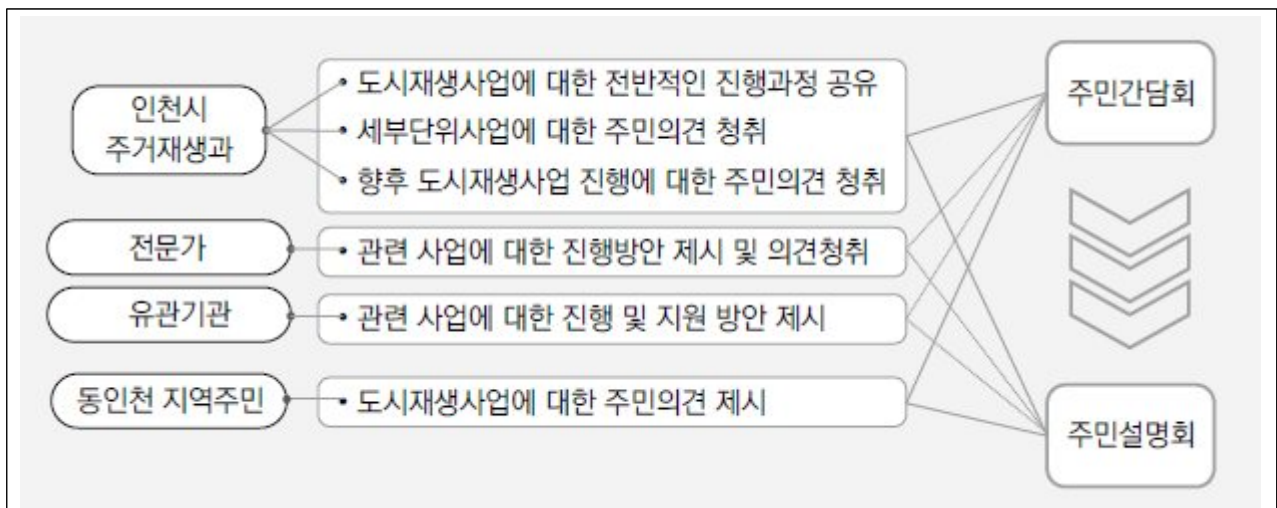 인천시
주거재생과
• 도시재생사업에 대한 전반적인 진행과정 공유
• 세부단위사업에 대한 주민의견 청취
• 향후 도시재생사업 진행에 대한 주민의견 청취
전문가
• 관련 사업에 대한 진행방안 제시 및 의견청취
유관기관
• 관련 사업에 대한 진행 및 지원 방안 제시
동인천 지역주민
• 도시재생사업에 대한 주민의견 제시
주민간담회
주민설명회